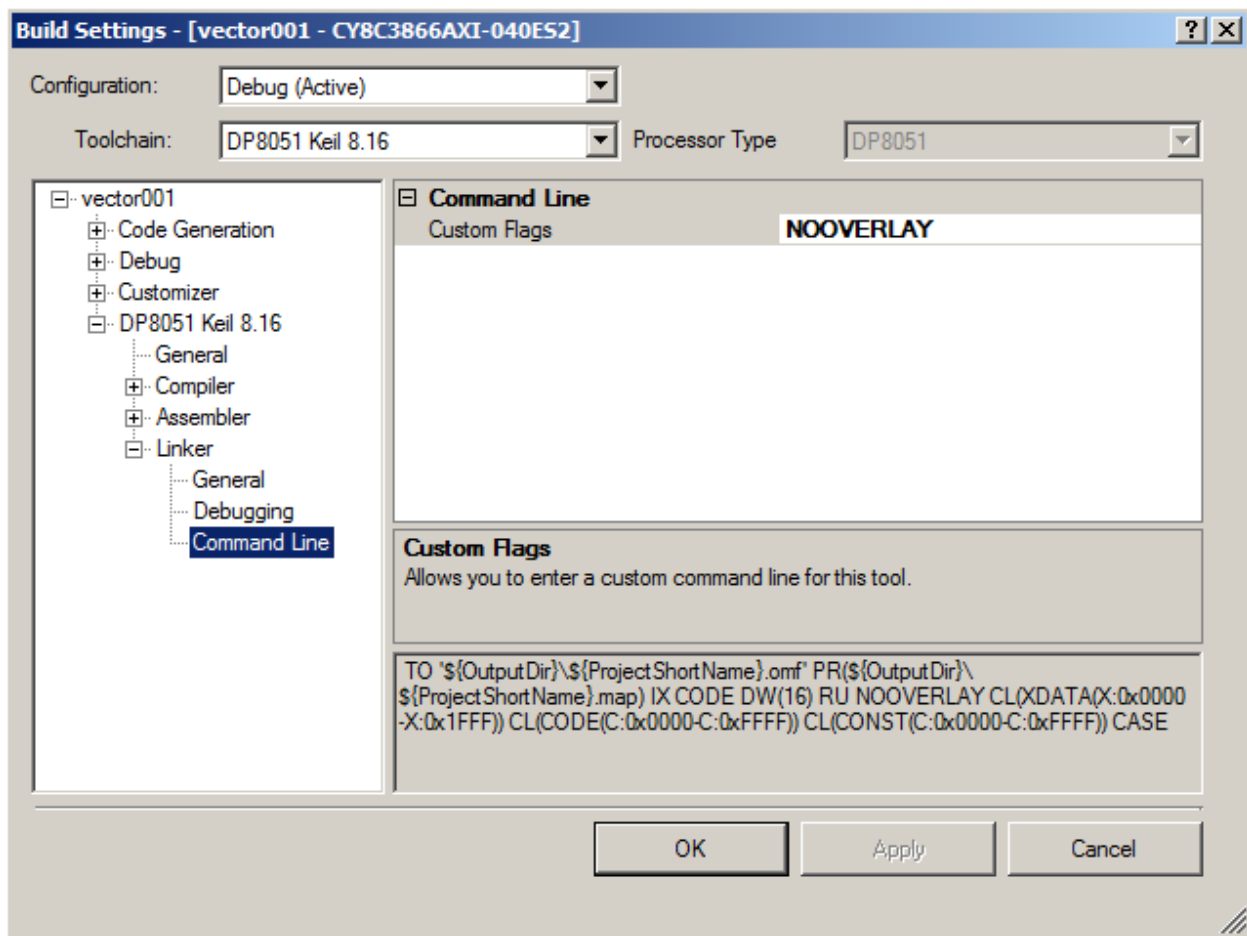 Build Settings - [vector001 - CY8C3866AXI-040ES2]
Configuration: Debug (Active)
Toolchain: DP8051 Keil 8.16 Processor Type DP8051
vector001
Code Generation
Debug
Customizer
DP8051 Keil 8.16
General
Compiler
Assembler
Linker
General
Debugging
Command Line
Command Line
Custom Flags NOOVERLAY
Custom Flags
Allows you to enter a custom command line for this tool.
TO "${OutputDir}\${ProjectShortName}.omf" PR(${OutputDir}\
${ProjectShortName}.map) IX CODE DW(16) RU NOOVERLAY CL(XDATA(X:0x0000
-X:0x1FFF)) CL(CODE(C:0x0000-C:0xFFFF)) CL(CONST(C:0x0000-C:0xFFFF)) CASE
OK Apply Cancel